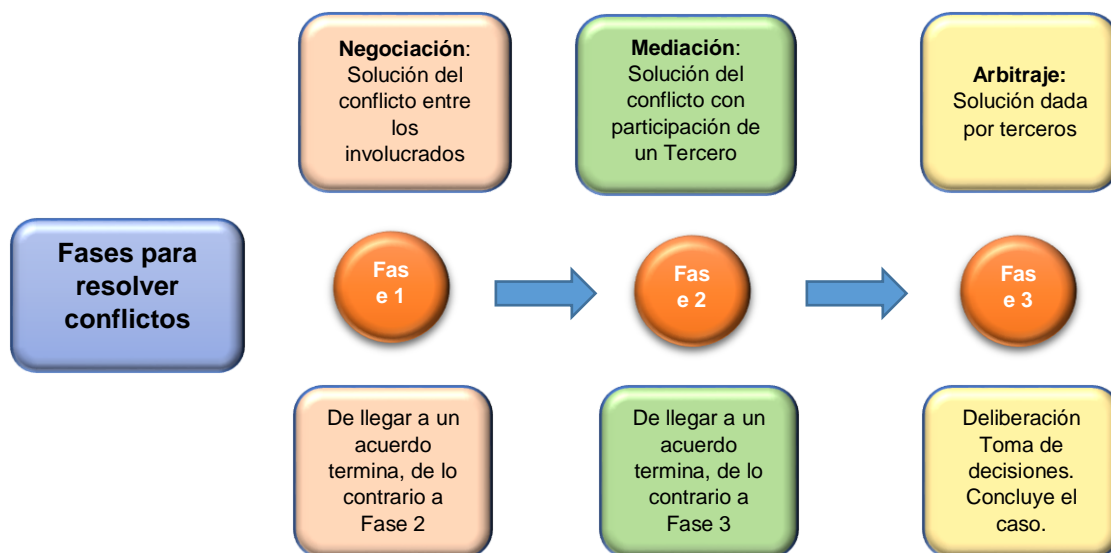 Negociación:
Solución del
conflicto entre
los
involucrados
Mediación:
Solución del
conflicto con
participación de
un Tercero
Arbitraje:
Solución dada
por terceros
Fases para
resolver
conflictos
Fas
e 1
Fas
e 2
Fas
e 3
De llegar a un
acuerdo
termina, de lo
contrario a
Fase 2
De llegar a un
acuerdo
termina, de lo
contrario a
Fase 3
Deliberación
Toma de
decisiones.
Concluye el
caso.